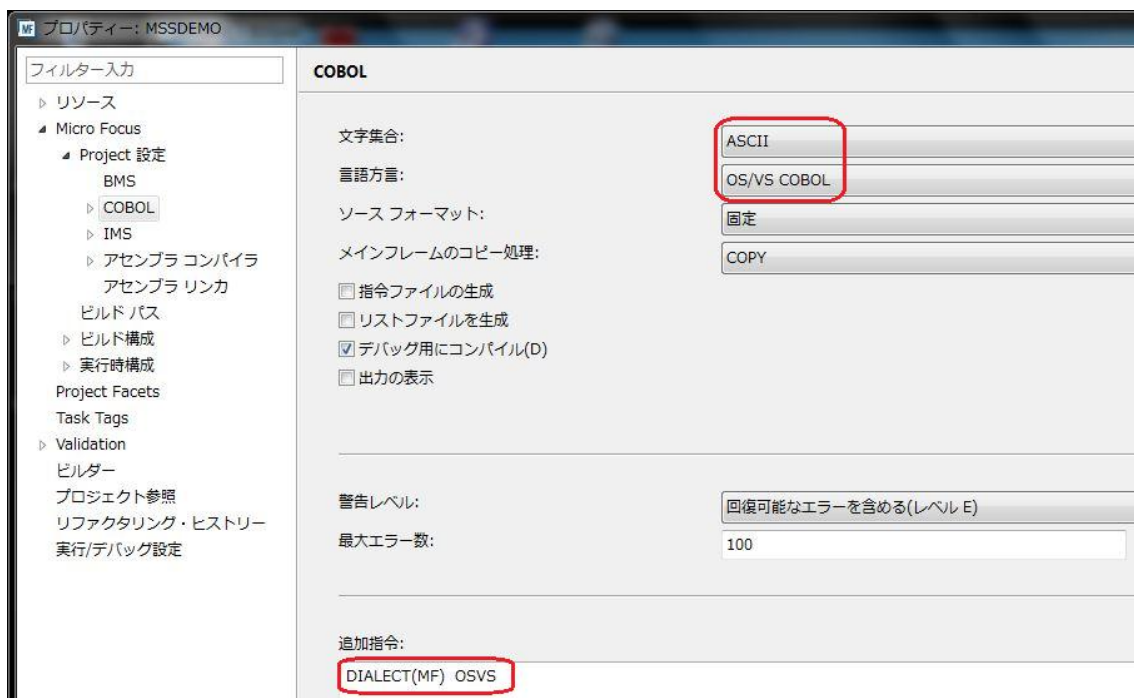 MF プロパティー: MSSDEMO
フィルター入力
リソース
Micro Focus
Project 設定
BMS
COBOL
IMS
アセンブラ コンパイラ
アセンブラ リンカ
ビルド パス
ビルド構成
実行時構成
Project Facets
Task Tags
Validation
ビルダー
プロジェクト参照
リファクタリング・ヒストリー
実行/デバッグ設定
COBOL
文字集合: ASCII
言語方言: OS/VS COBOL
ソース フォーマット: 固定
メインフレームのコピー処理: COPY
指令ファイルの生成
リストファイルを生成
デバッグ用にコンパイル(D)
出力の表示
警告レベル: 回復可能なエラーを含める(レベル E)
最大エラー数: 100
追加指令:
DIALECT(MF) OSVS